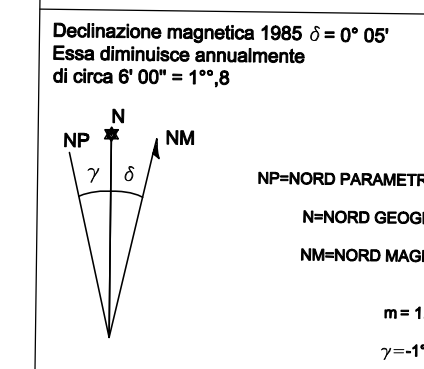 Declinazione magnetica 1985 δ = 0° 05'
Essa diminuisce annualmente
di circa 6' 00" = 1°°,8
N
NP
NM
γ δ
NP=NORD PARAMETR
N=NORD GEOG
NM=NORD MAG
m = 1
γ=-1°